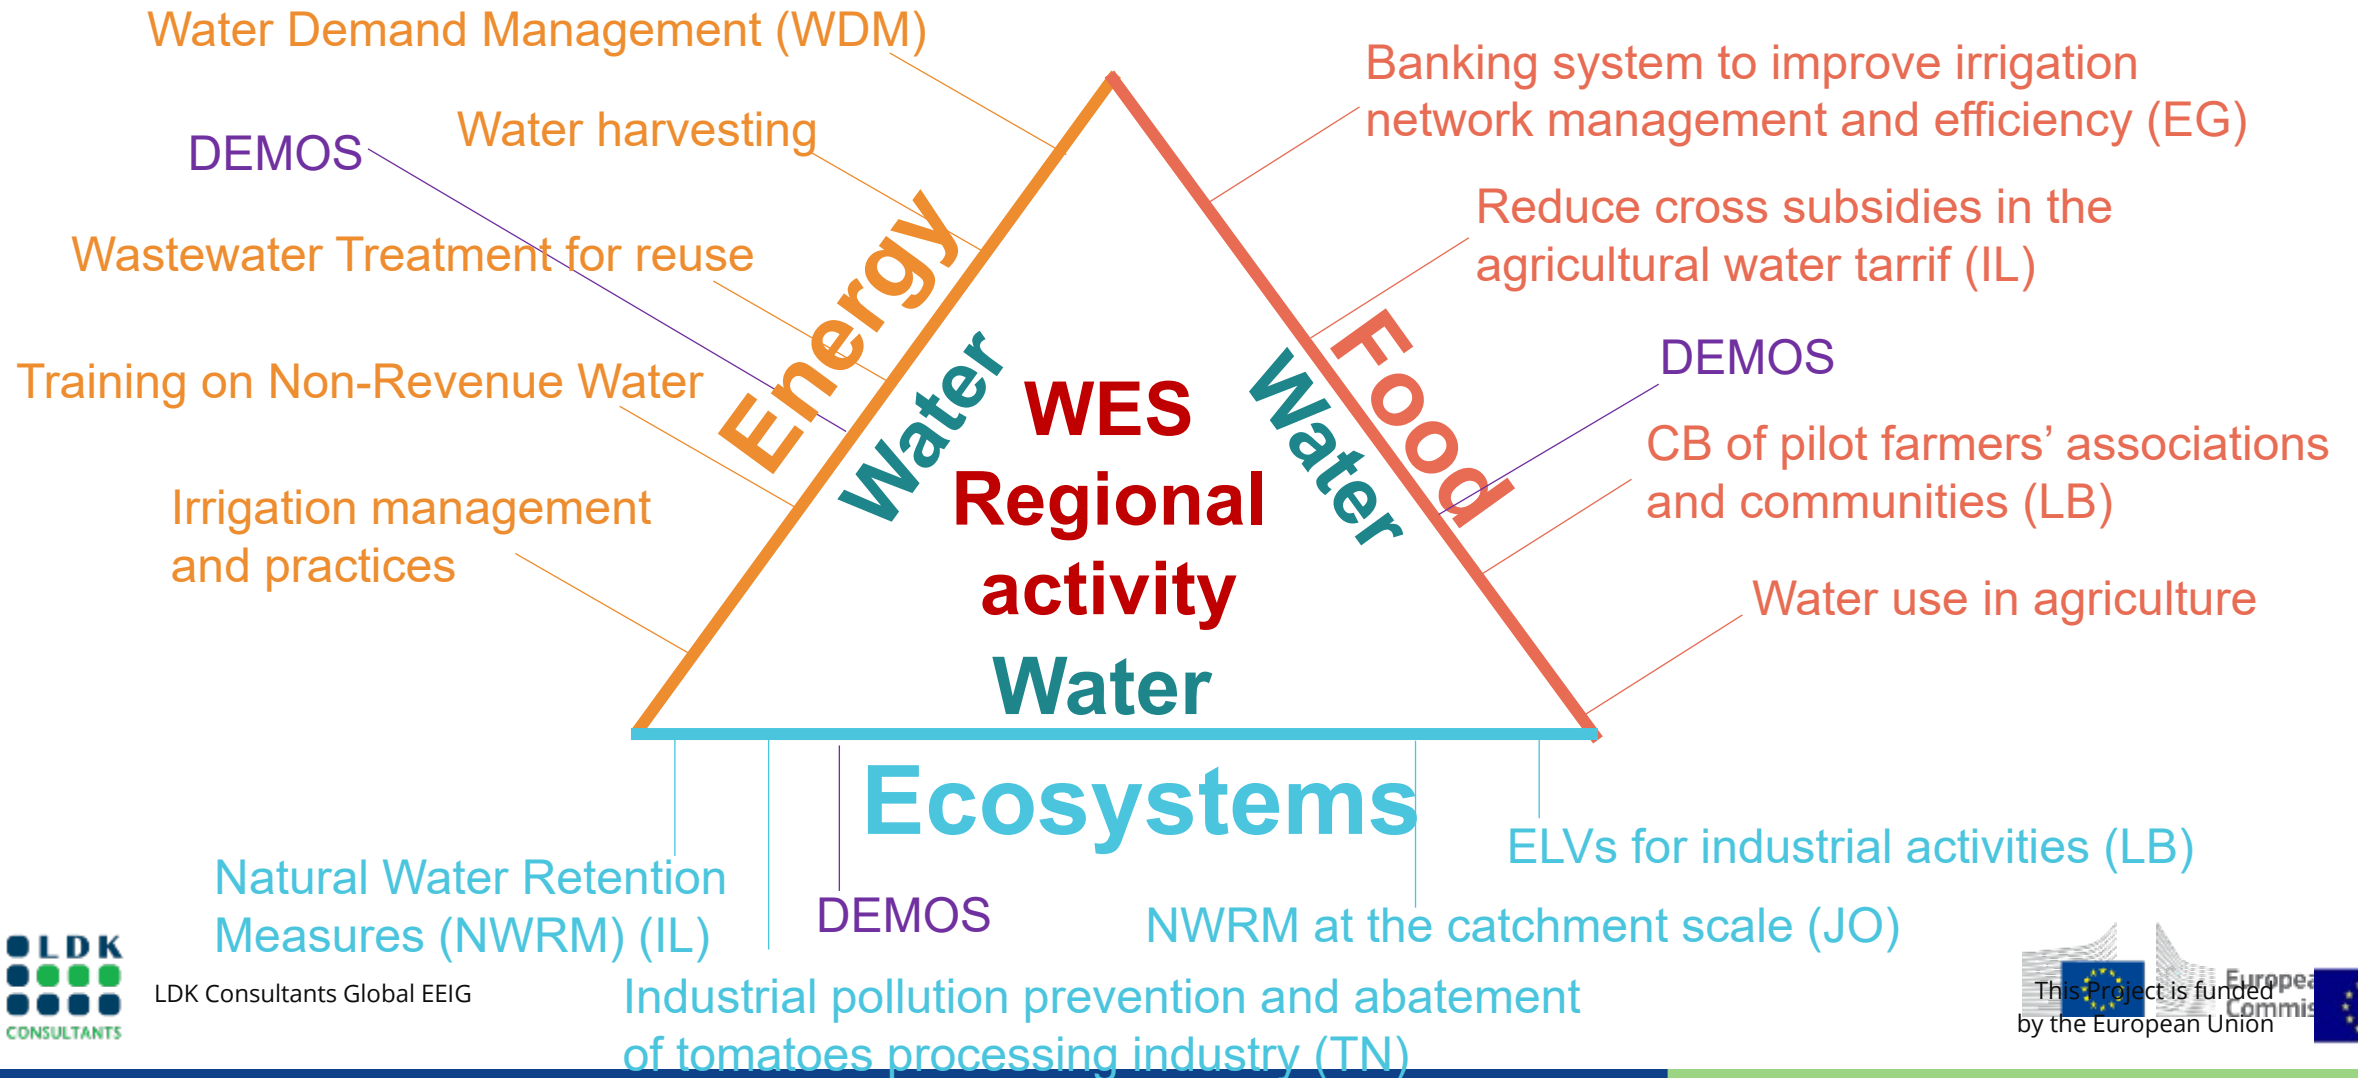 Water Demand Management (WDM)
Water harvesting
DEMOS
Wastewater Treatment for reuse
Training on Non-Revenue Water
Irrigation management
and practices
Energy
Water
WES
Regional
activity
Water
Water
Food
Banking system to improve irrigation
network management and efficiency (EG)
Reduce cross subsidies in the
agricultural water tarrif (IL)
DEMOS
CB of pilot farmers’ associations
and communities (LB)
Water use in agriculture
Ecosystems
Natural Water Retention
Measures (NWRM) (IL)
DEMOS
ELVs for industrial activities (LB)
NWRM at the catchment scale (JO)
Industrial pollution prevention and abatement
of tomatoes processing industry (TN)
LDK
CONSULTANTS
LDK Consultants Global EEIG
This Project is funded
by the European Union